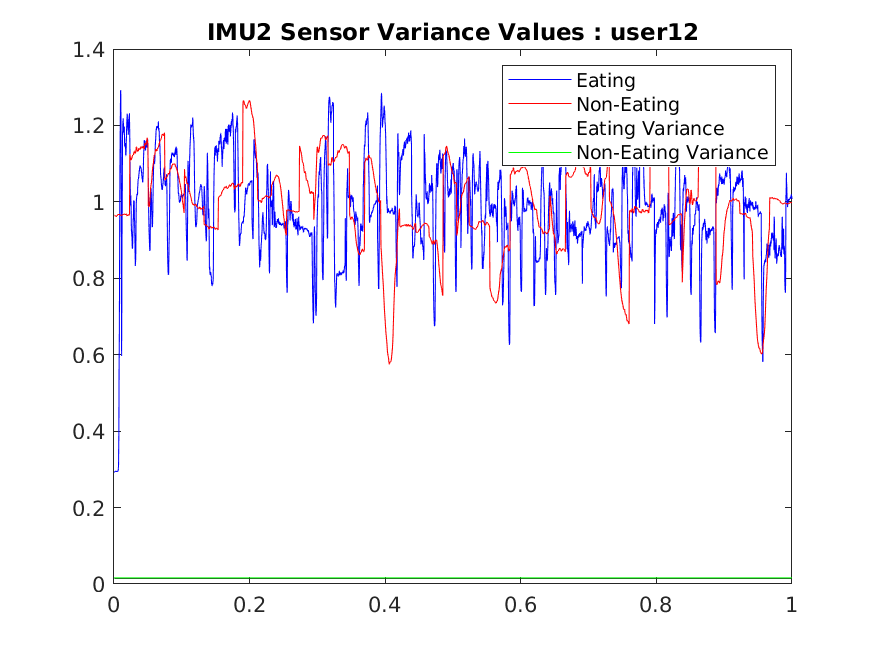 IMU2 Sensor Variance Values : user12
1.4
Eating
Non-Eating
Eating Variance
Non-Eating Variance
1.2
1
0.8
0.6
0.4
0.2
0
0 0.2 0.4 0.6 0.8 1